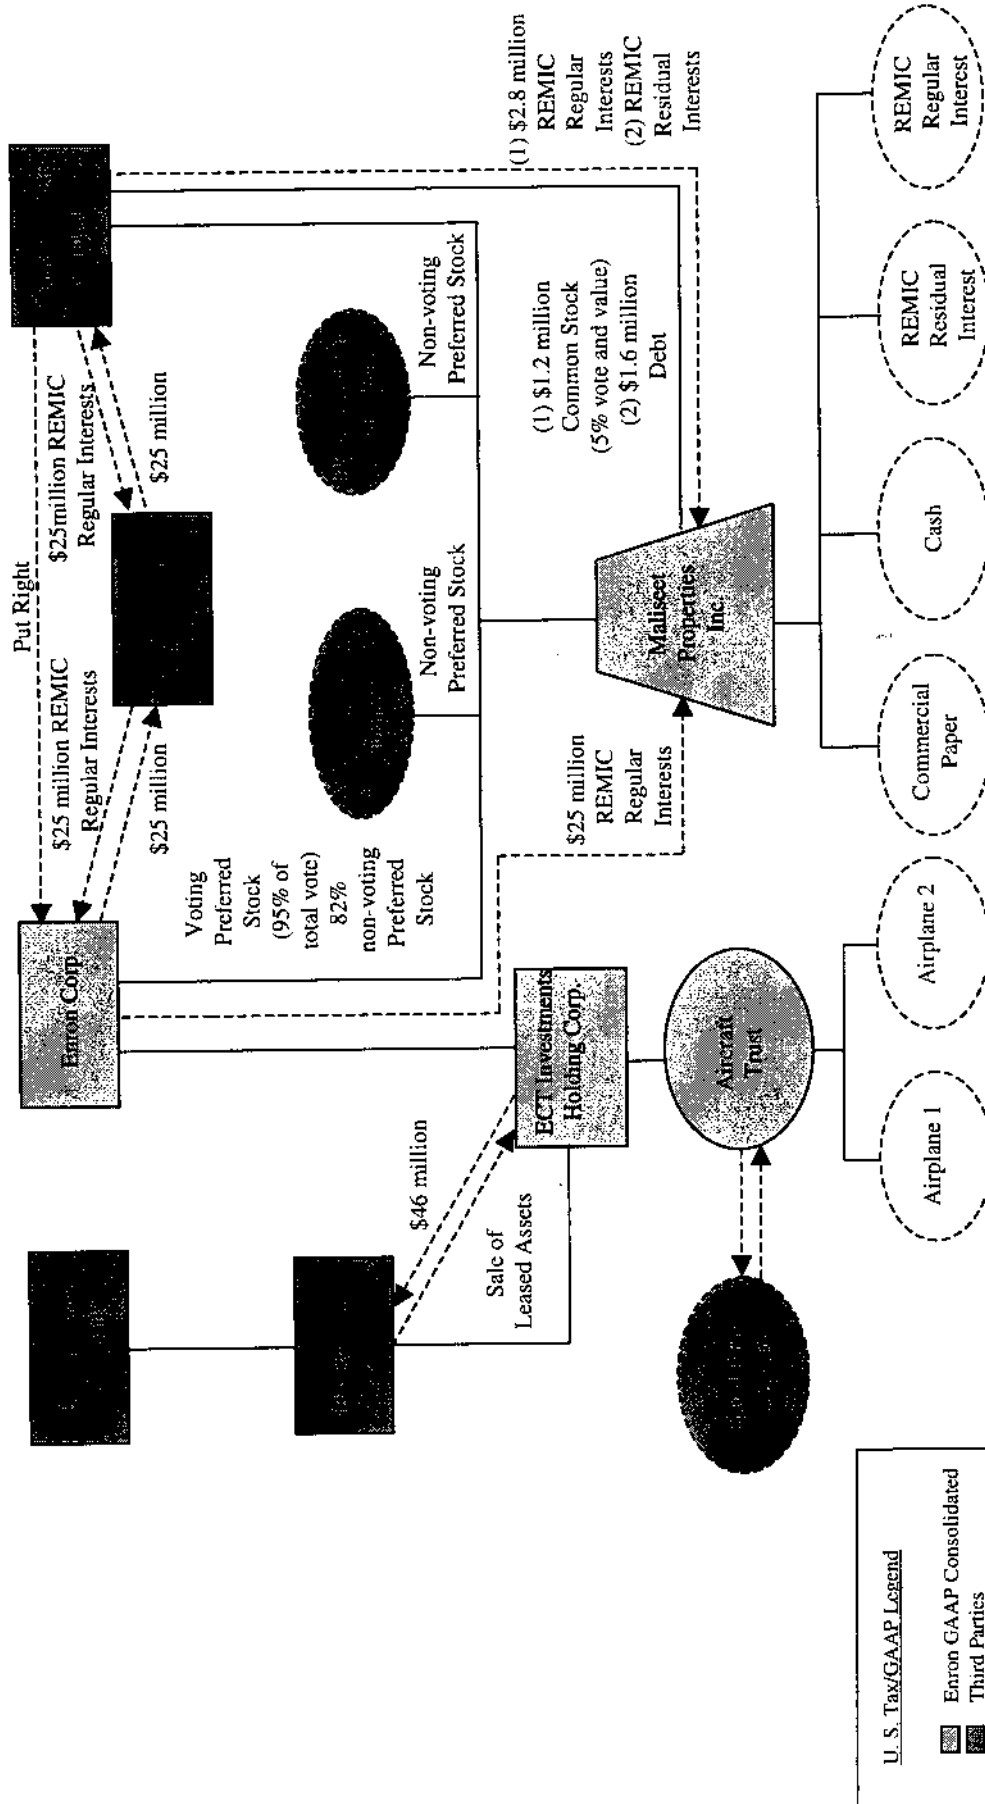 Put Right
Enron Corp
$25 million REMIC
Regular Interests
$25 million
$25million REMIC
Regular Interests
$25 million
Voting
Preferred
Stock
(95% of
total vote)
82%
non-voting
Preferred
Stock
Non-voting
Preferred Stock
Non-voting
Preferred Stock
(1) $2.8 million
REMIC
Regular
Interests
(2) REMIC
Residual
Interests
$46 million
Sale of
Leased Assets
ECT Investments
Holding Corp.
$25 million
REMIC
Regular
Interests
(1) $1.2 million
Common Stock
(5% vote and value)
(2) $1.6 million
Debt
Maliseet
Properties
Inc.
Aircraft
Trust
Airplane 1
Airplane 2
Commercial
Paper
Cash
REMIC
Residual
Interest
REMIC
Regular
Interest
U. S. Tax/GAAP Legend
Enron GAAP Consolidated
Third Parties